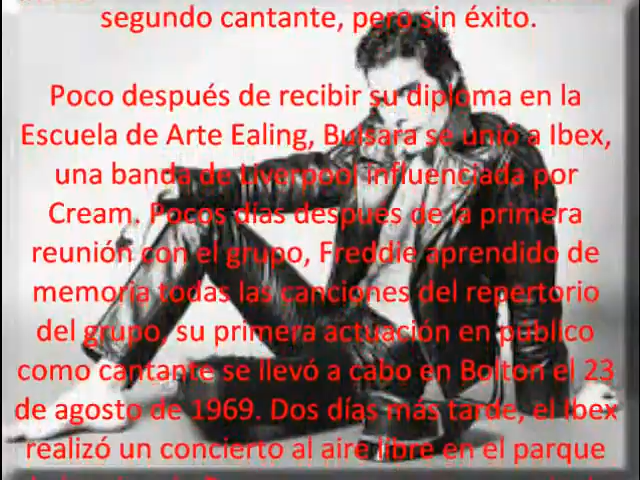 segundo cantante, pero sin éxito.
Poco después de recibir su diploma en la
Escuela de Arte Ealing, Bulsara se unió a Ibex,
una banda de Liverpool influenciada por
Cream. Pocos días despues de la primera
reunión con el grupo, Freddie aprendido de
memoria todas las canciones del repertorio
del grupo, su primera actuación en público
como cantante se llevó a cabo en Bolton el 23
de agosto de 1969. Dos días más tarde, el Ibex
realizó un concierto al aire libre en el parque